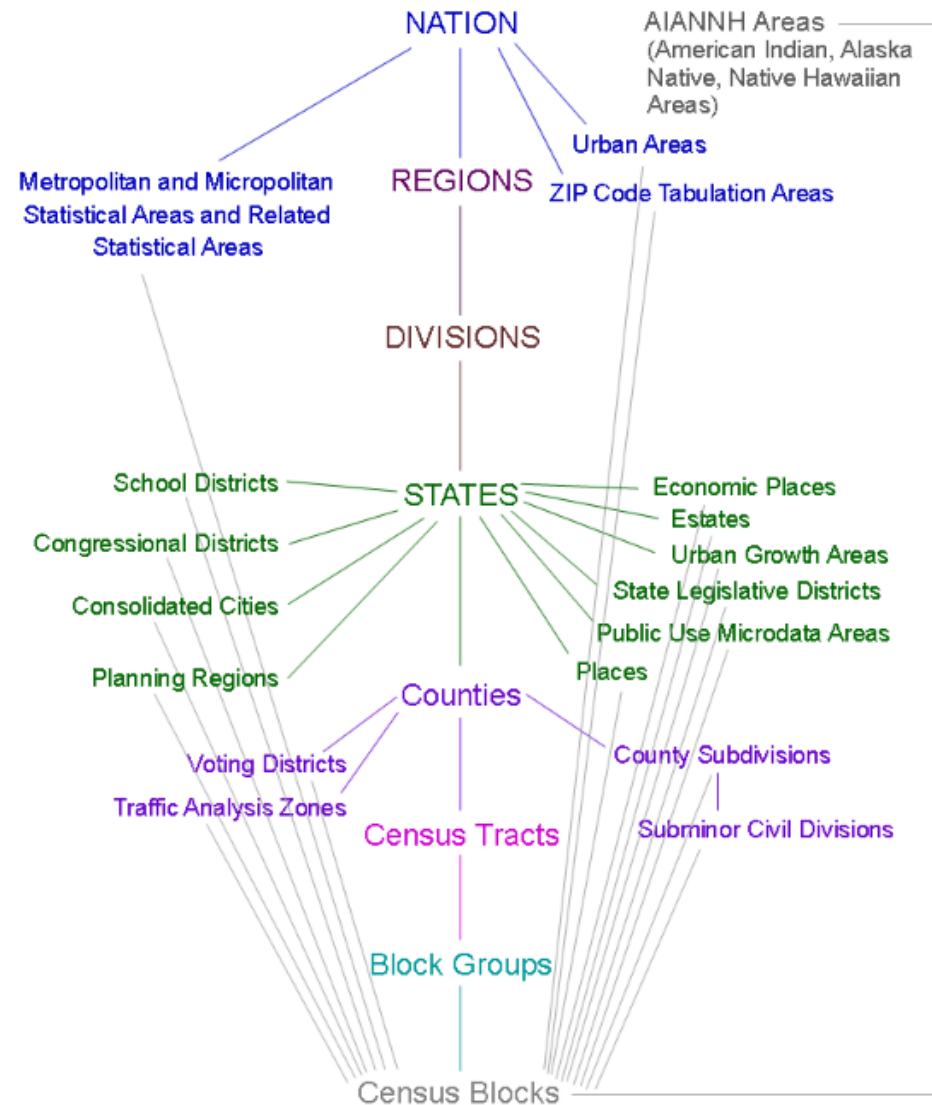 NATION
AIANNH Areas
(American Indian, Alaska
Native, Native Hawaiian
Areas)
Urban Areas
Metropolitan and Micropolitan
Statistical Areas and Related
Statistical Areas
REGIONS
ZIP Code Tabulation Areas
DIVISIONS
School Districts
STATES
Economic Places
Estates
Congressional Districts
Urban Growth Areas
State Legislative Districts
Consolidated Cities
Public Use Microdata Areas
Places
Planning Regions
Counties
County Subdivisions
Voting Districts
Traffic Analysis Zones
Subminor Civil Divisions
Census Tracts
Block Groups
Census Blocks